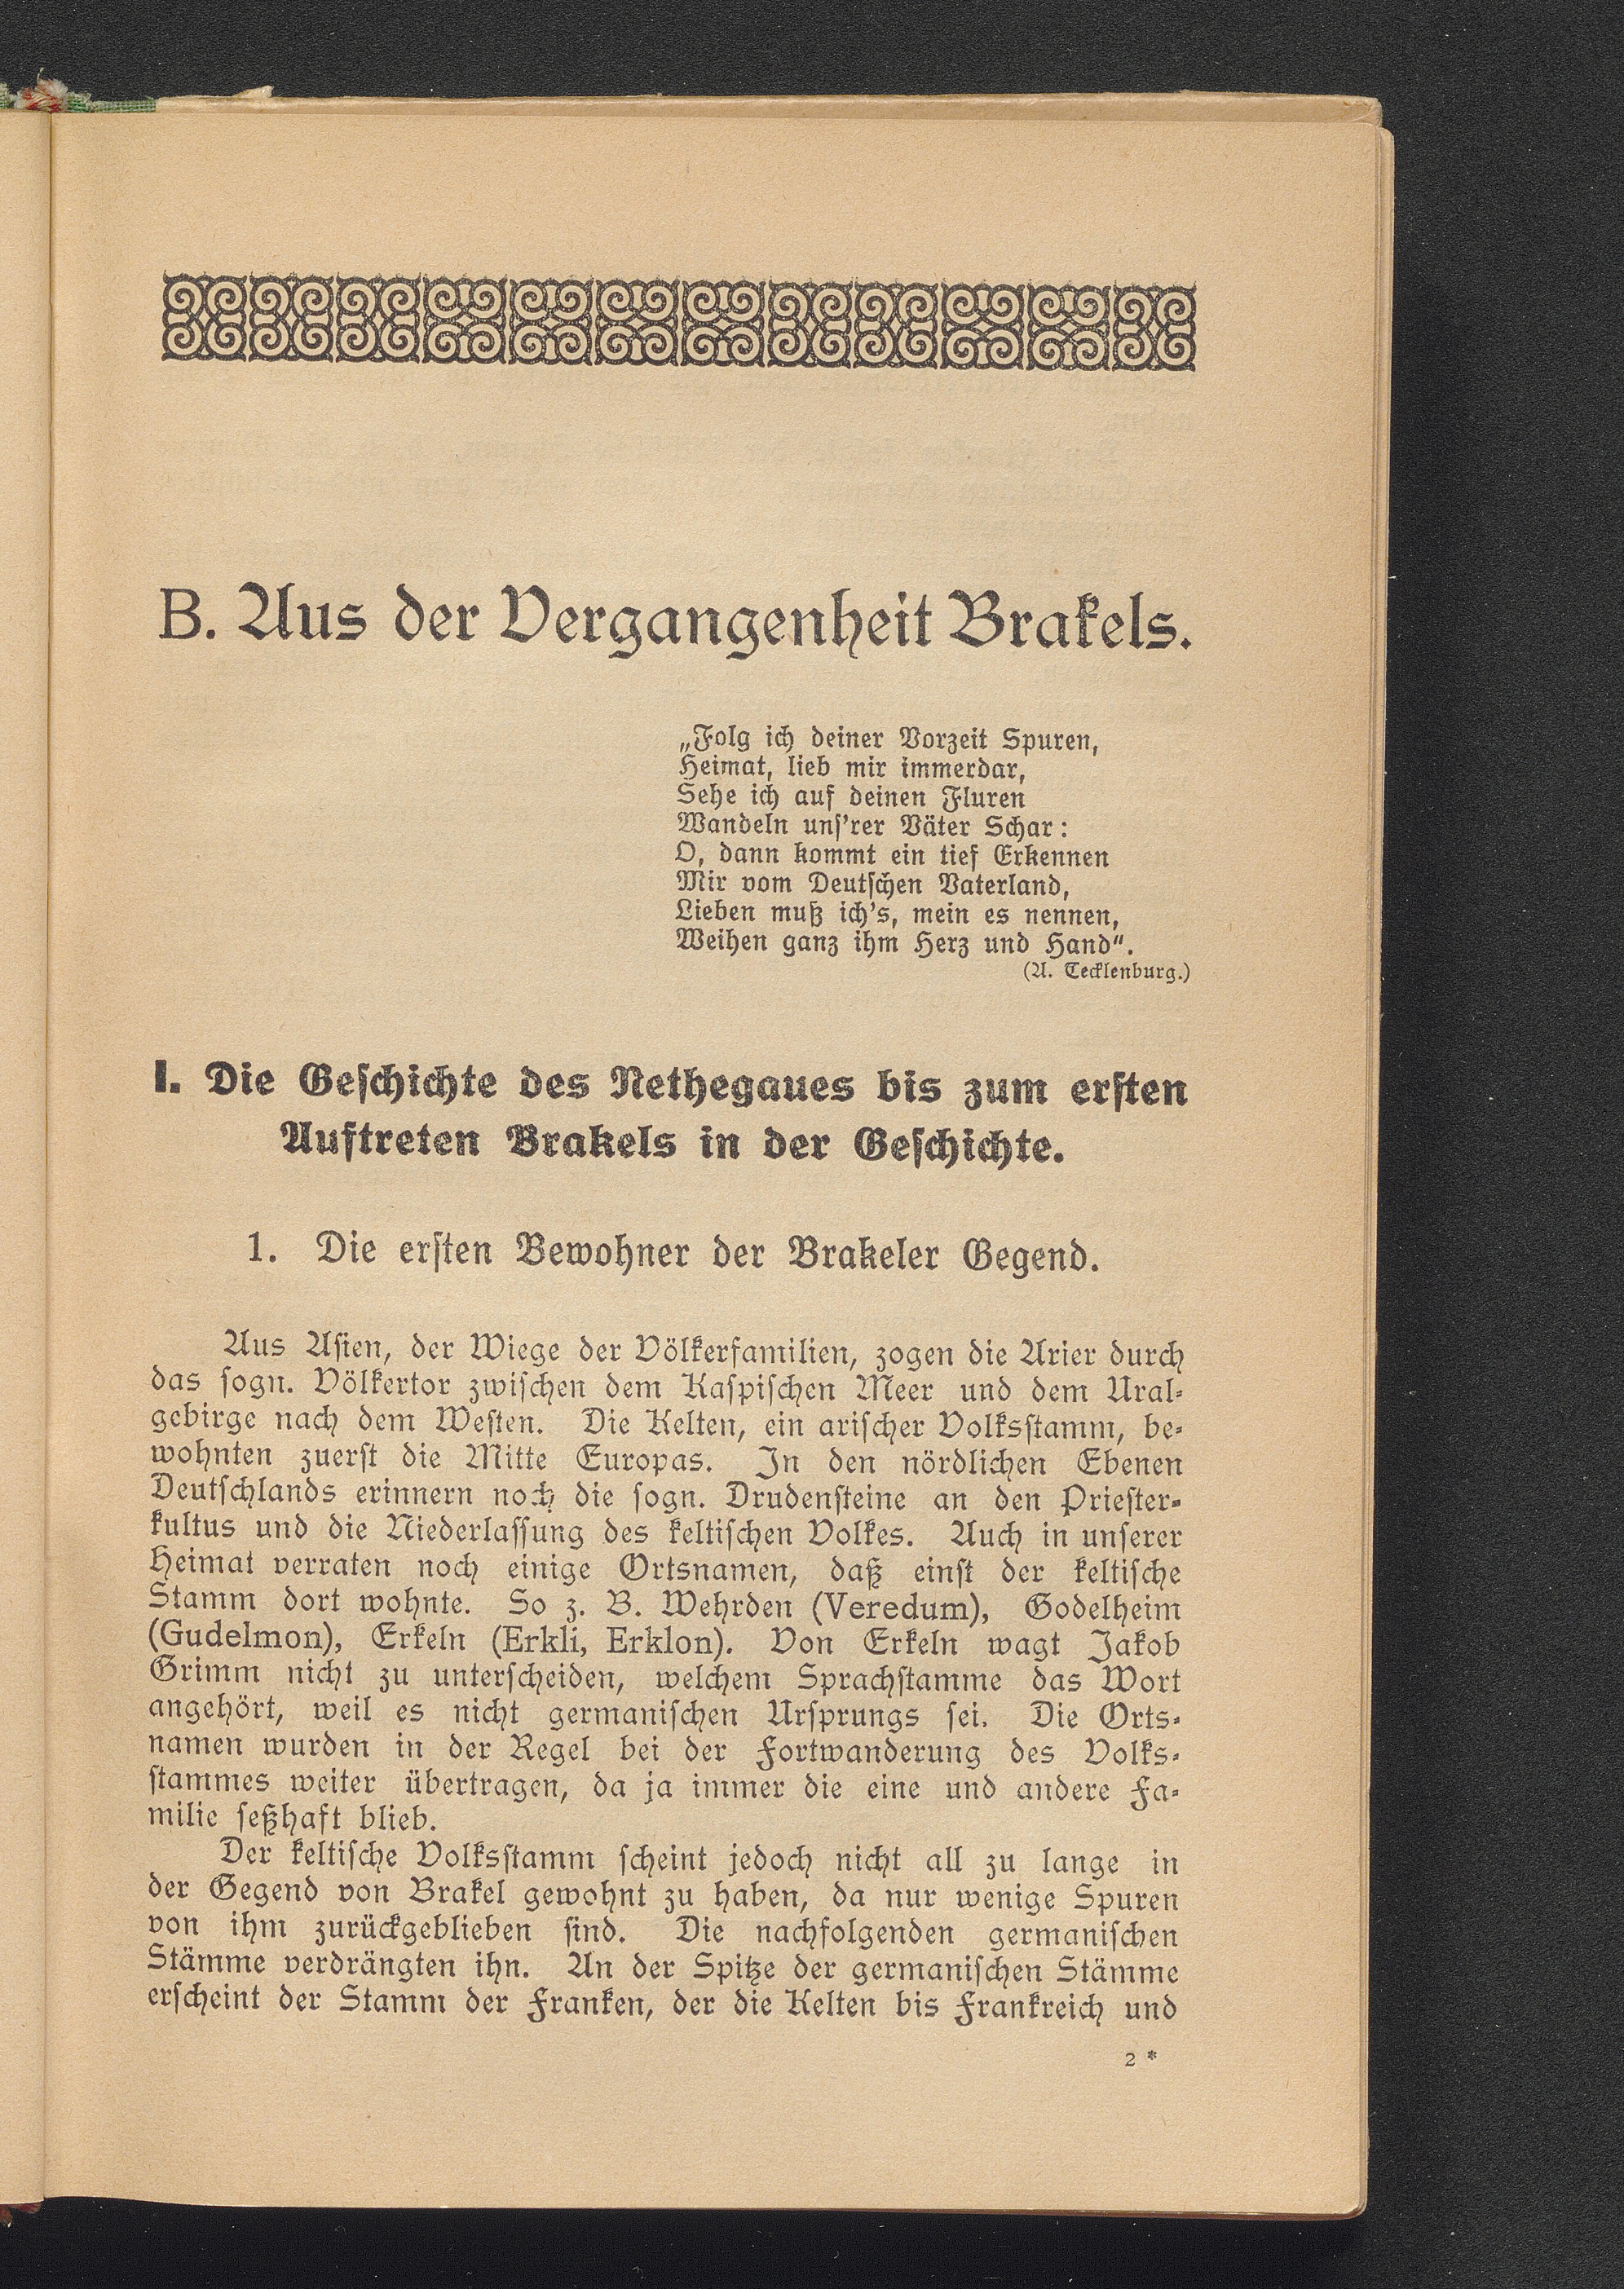 B. Aus der Vergangenheit Brakels.
„Folg ich deiner Vorzeit Spuren,
Heimat, lieb mir immerdar,
Sehe ich auf deinen Fluren
Wandeln uns'rer Väter Schar:
O, dann kommt ein tief Erkennen
Mir vom Deutschen Vaterland,
Lieben muß ich's, mein es nennen,
Weihen ganz ihm Herz und Hand“.
(A. Tecklenburg.)
I. Die Geschichte des Nethegaues bis zum ersten
Auftreten Brakels in der Geschichte.
1. Die ersten Bewohner der Brakeler Gegend.
Aus Asien, der Wiege der Völkerfamilien, zogen die Arier durch
das sogn. Völkertor zwischen dem Kaspischen Meer und dem Ural-
gebirge nach dem Westen. Die Kelten, ein arischer Volksstamm, be-
wohnten zuerst die Mitte Europas. In den nördlichen Ebenen
Deutschlands erinnern noch die sogn. Drudensteine an den Priester-
kultus und die Niederlassung des keltischen Volkes. Auch in unserer
Heimat verraten noch einige Ortsnamen, daß einst der keltische
Stamm dort wohnte. So z. B. Wehrden (Veredum), Godelheim
(Gudelmon), Erkeln (Erkli, Erklon). Von Erkeln wagt Jakob
Grimm nicht zu unterscheiden, welchem Sprachstamme das Wort
angehört, weil es nicht germanischen Ursprungs sei. Die Orts-
namen wurden in der Regel bei der Fortwanderung des Volks-
stammes weiter übertragen, da ja immer die eine und andere Fa-
milie seßhaft blieb.
Der keltische Volksstamm scheint jedoch nicht all zu lange in
der Gegend von Brakel gewohnt zu haben, da nur wenige Spuren
von ihm zurückgeblieben sind. Die nachfolgenden germanischen
Stämme verdrängten ihn. An der Spitze der germanischen Stämme
erscheint der Stamm der Franken, der die Kelten bis Frankreich und
2 *